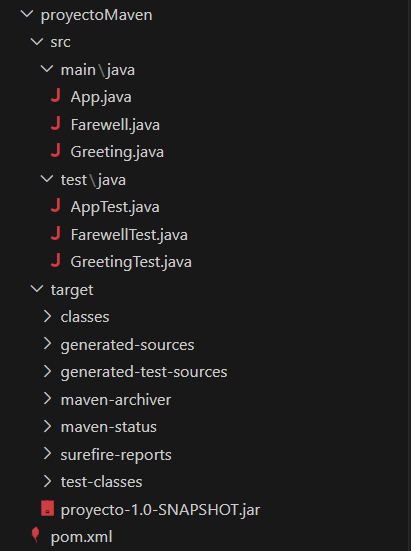 proyectoMaven
src
main\java
App.java
Farewell.java
Greeting.java
test\java
AppTest.java
FarewellTest.java
GreetingTest.java
target
classes
generated-sources
generated-test-sources
maven-archiver
maven-status
surefire-reports
test-classes
proyecto-1.0-SNAPSHOT.jar
pom.xml